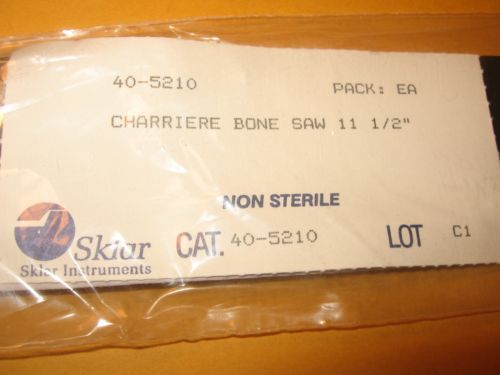 40-5210 PACK: EA
CHARRIERE BONE SAW 11 1/2"
NON STERILE
Sklar CAT. 40-5210 LOT C1
Sklar Instruments